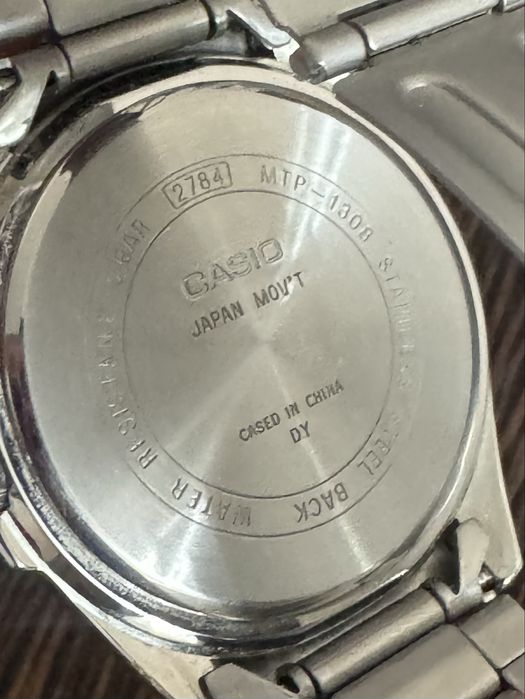 2784 MTP-1308 STAINLESS STEEL BACK WATER RESISTANT 5BAR
CASIO
JAPAN MOV'T
CASED IN CHINA
DY